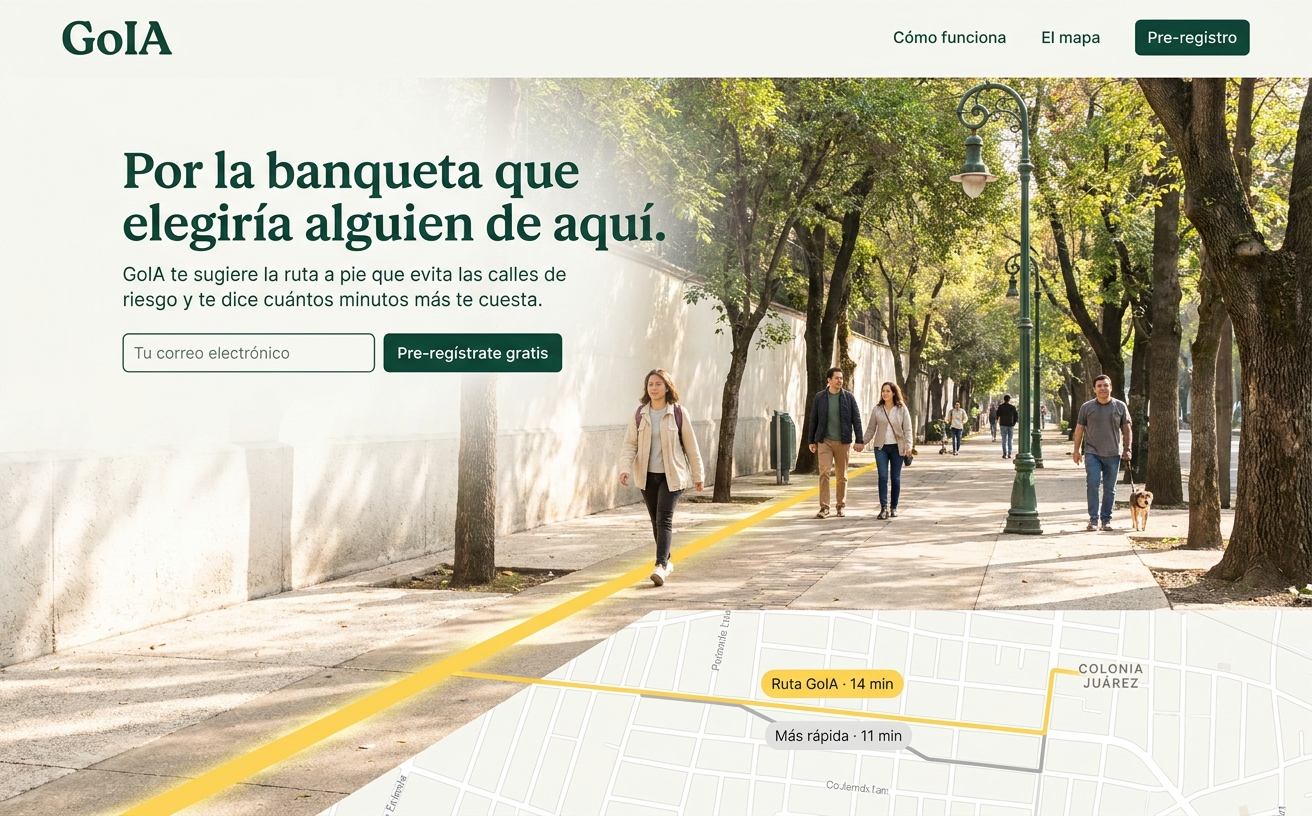 GoIA
Cómo funciona
El mapa
Pre-registro
Por la banqueta que
elegiría alguien de aquí.
GoIA te sugiere la ruta a pie que evita las calles de
riesgo y te dice cuántos minutos más te cuesta.
Tu correo electrónico
Pre-regístrate gratis
COLONIA
JUÁREZ
Ruta GoIA · 14 min
Más rápida · 11 min